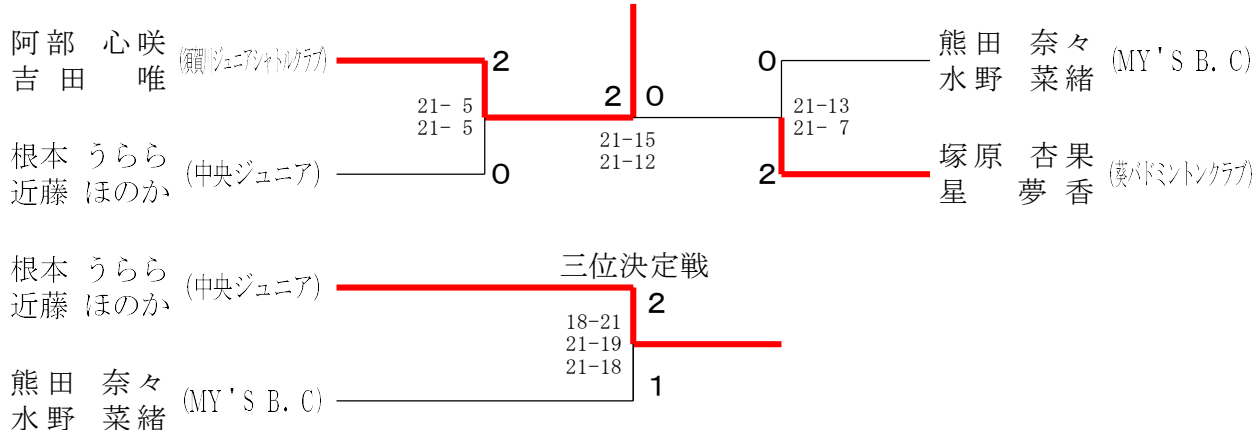 阿部 心咲
吉田 唯
(須賀川ジュニアシャトルクラブ)
2
21- 5
21- 5
根本 うらら
近藤 ほのか
(中央ジュニア)
0
2
0
21-15
21-12
0
熊田 奈々
水野 菜緒
(MY'S B.C)
21-13
21- 7
2
塚原 杏果
星 夢香
(葵バドミントンクラブ)
三位決定戦
根本 うらら
近藤 ほのか
(中央ジュニア)
2
18-21
21-19
21-18
1
熊田 奈々
水野 菜緒
(MY'S B.C)